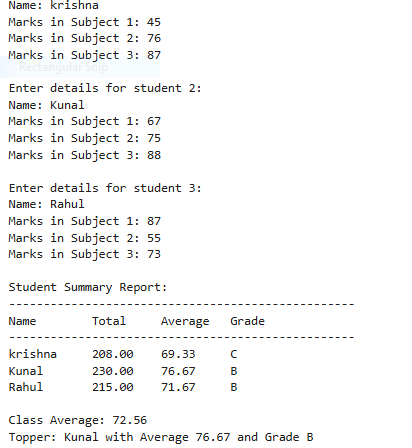 Name: krishna
Marks in Subject 1: 45
Marks in Subject 2: 76
Marks in Subject 3: 87
Rectangular Snip
Enter details for student 2:
Name: Kunal
Marks in Subject 1: 67
Marks in Subject 2: 75
Marks in Subject 3: 88
Enter details for student 3:
Name: Rahul
Marks in Subject 1: 87
Marks in Subject 2: 55
Marks in Subject 3: 73
Student Summary Report:
--------------------------------------------------
Name Total Average Grade
--------------------------------------------------
krishna 208.00 69.33 C
Kunal 230.00 76.67 B
Rahul 215.00 71.67 B
Class Average: 72.56
Topper: Kunal with Average 76.67 and Grade B